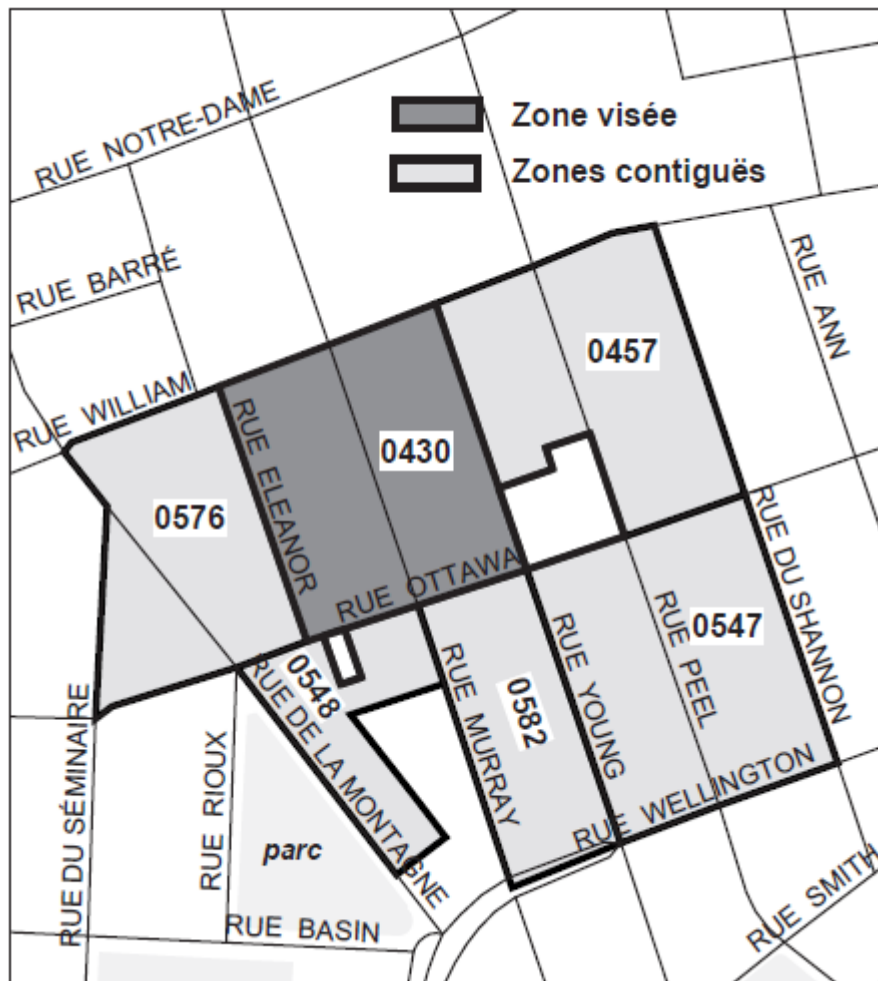 RUE NOTRE-DAME
Zone visée
Zones contiguës
RUE BARRÉ
RUE ANN
RUE WILLIAM
0457
RUE ELEANOR
0430
0576
RUE OTTAWA
RUE DU SHANNON
0548
RUE DE LA MONTAGNE
RUE MURRAY
0582
RUE YOUNG
RUE PEEL
0547
RUE DU SÉMINAIRE
RUE RIOUX
parc
RUE WELLINGTON
RUE BASIN
RUE SMITH